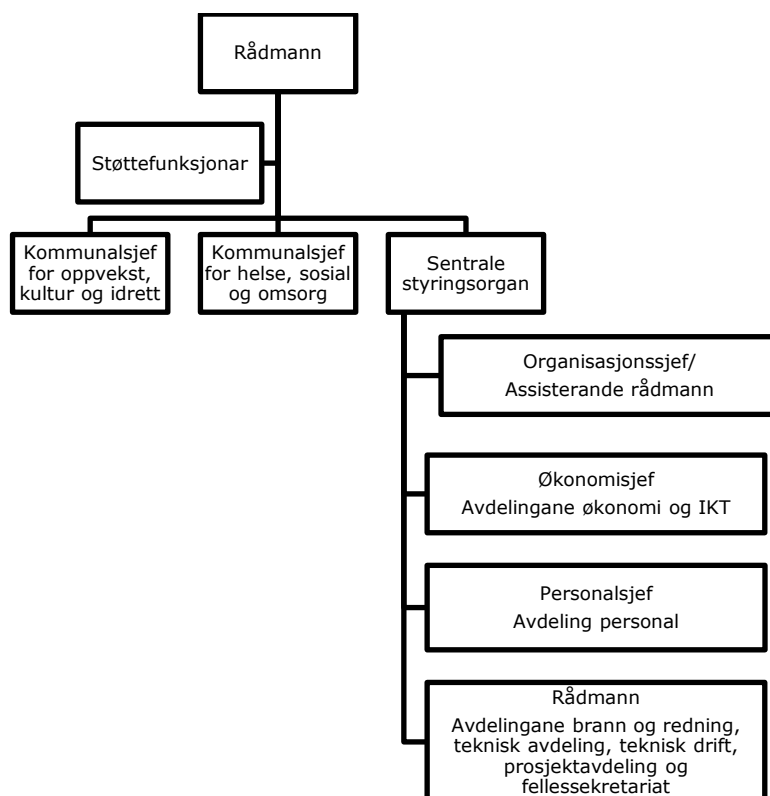 Rådmann
Støttefunksjonar
Kommunalsjef
for oppvekst,
kultur og idrett
Kommunalsjef
for helse, sosial
og omsorg
Sentrale
styringsorgan
Organisasjonssjef/
Assisterande rådmann
Økonomisjef
Avdelingane økonomi og IKT
Personalsjef
Avdeling personal
Rådmann
Avdelingane brann og redning,
teknisk avdeling, teknisk drift,
prosjektavdeling og
fellessekretariat